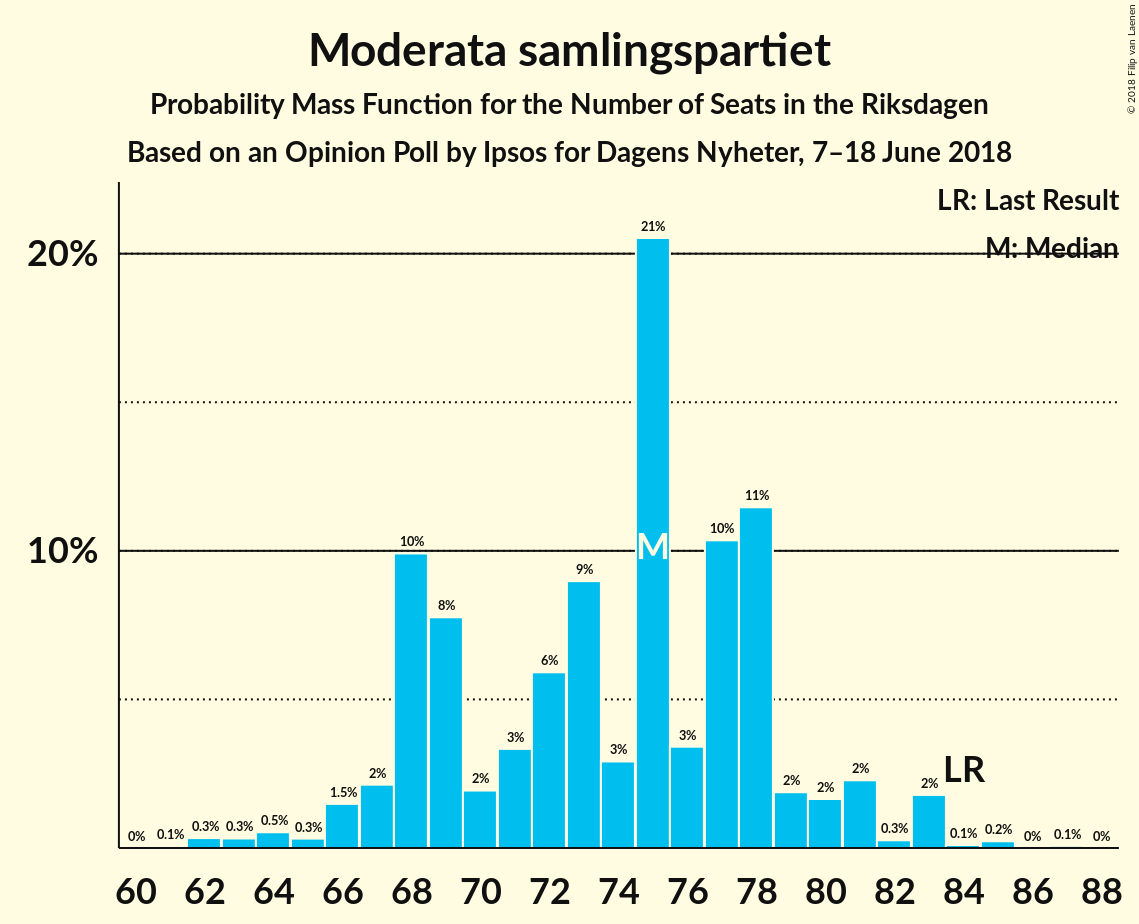 Moderata samlingspartiet
Probability Mass Function for the Number of Seats in the Riksdagen
Based on an Opinion Poll by Ipsos for Dagens Nyheter, 7–18 June 2018
© 2018 Filip van Laenen
LR: Last Result
M: Median
20%
10%
0% 0.1% 0.3% 0.3% 0.5% 0.3% 1.5% 2% 10% 8% 2% 3% 6% 9% 3% 21% 3% 10% 11% 2% 2% 2% 0.3% 2% 0.1% 0.2% 0% 0.1% 0%
M
LR
60 62 64 66 68 70 72 74 76 78 80 82 84 86 88